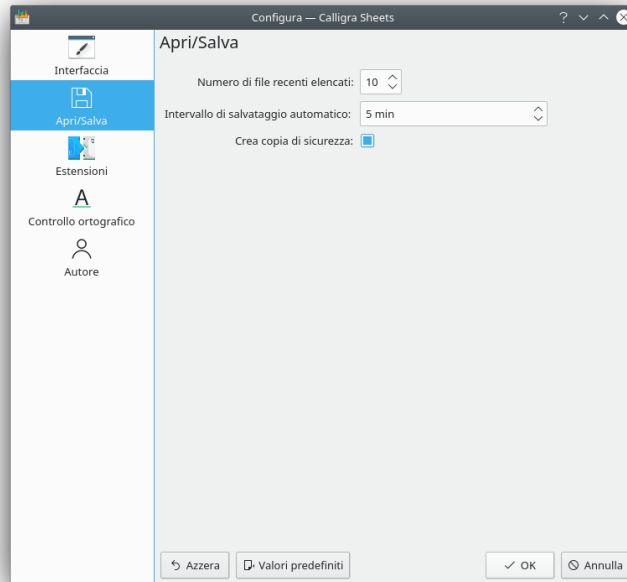 Configura — Calligra Sheets
Interfaccia
Apri/Salva
Estensioni
Controllo ortografico
Autore
Apri/Salva
Numero di file recenti elencati: 10
Intervallo di salvataggio automatico: 5 min
Crea copia di sicurezza:
Azzera
Valori predefiniti
OK
Annulla